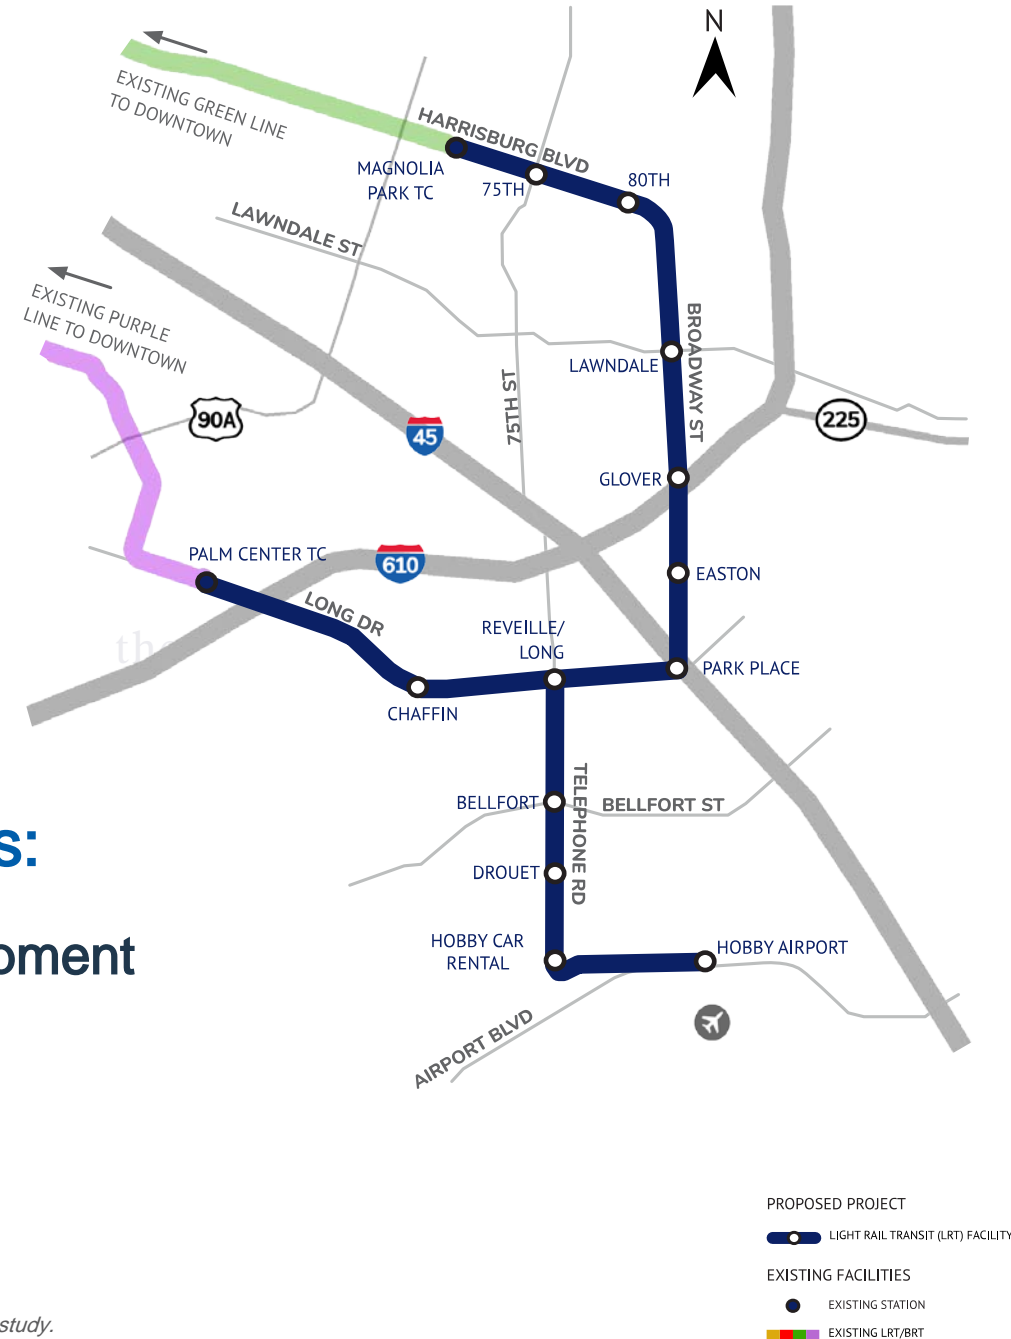 N
EXISTING GREEN LINE
TO DOWNTOWN
HARRISBURG BLVD
MAGNOLIA
PARK TC
75TH
80TH
LAWNDALE ST
EXISTING PURPLE
LINE TO DOWNTOWN
BROADWAY ST
LAWNDALE
75TH ST
90A
45
225
GLOVER
PALM CENTER TC
610
EASTON
LONG DR
REVEILLE/
LONG
the
PARK PLACE
CHAFFIN
TELEPHONE RD
BELLFORT
BELLFORT ST
s:
DROUET
HOBBY CAR
RENTAL
HOBBY AIRPORT
pment
AIRPORT BLVD
PROPOSED PROJECT
LIGHT RAIL TRANSIT (LRT) FACILITY
EXISTING FACILITIES
EXISTING STATION
EXISTING LRT/BRT
study.